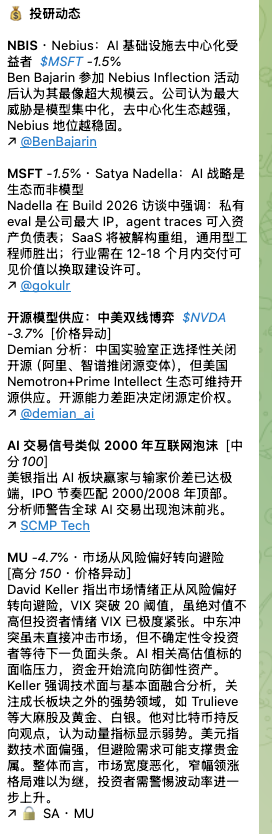 💰 投研动态
NBIS · Nebius：AI 基础设施去中心化受
益者 $MSFT -1.5%
Ben Bajarin 参加 Nebius Inflection 活动
后认为其最像超大规模云。公司认为最大
威胁是模型集中化，去中心化生态越强，
Nebius 地位越稳固。
↗ @BenBajarin
MSFT -1.5% · Satya Nadella：AI 战略是
生态而非模型
Nadella 在 Build 2026 访谈中强调：私有
eval 是公司最大 IP，agent traces 可入资
产负债表；SaaS 将被解构重组，通用型工
程师胜出；行业需在 12-18 个月内交付可
见价值以换取建设许可。
↗ @gokulr
开源模型供应：中美双线博弈 $NVDA
-3.7% [价格异动]
Demian 分析：中国实验室正选择性关闭
开源（阿里、智谱推闭源变体），但美国
Nemotron+Prime Intellect 生态可维持开
源供应。开源能力差距决定闭源定价权。
↗ @demian_ai
AI 交易信号类似 2000 年互联网泡沫 [中
分100]
美银指出 AI 板块赢家与输家价差已达极
端，IPO 节奏匹配 2000/2008 年顶部。
分析师警告全球 AI 交易出现泡沫前兆。
↗ SCMP Tech
MU -4.7% · 市场从风险偏好转向避险
[高分150 · 价格异动]
David Keller 指出市场情绪正从风险偏好
转向避险，VIX 突破 20 阈值，虽绝对值不
高但投资者情绪 VIX 已极度紧张。中东冲
突虽未直接冲击市场，但不确定性令投资
者等待下一负面头条。AI 相关高估值标的
面临压力，资金开始流向防御性资产。
Keller 强调技术面与基本面融合分析，关
注成长板块之外的强势领域，如 Trulieve
等大麻股及黄金、白银。他对比特币持反
向观点，认为动量指标显示弱势。美元指
数技术面偏强，但避险需求可支撑贵金
属。整体而言，市场宽度恶化，窄幅领涨
格局难以为继，投资者需警惕波动率进一
步上升。
↗ 🔒 SA · MU